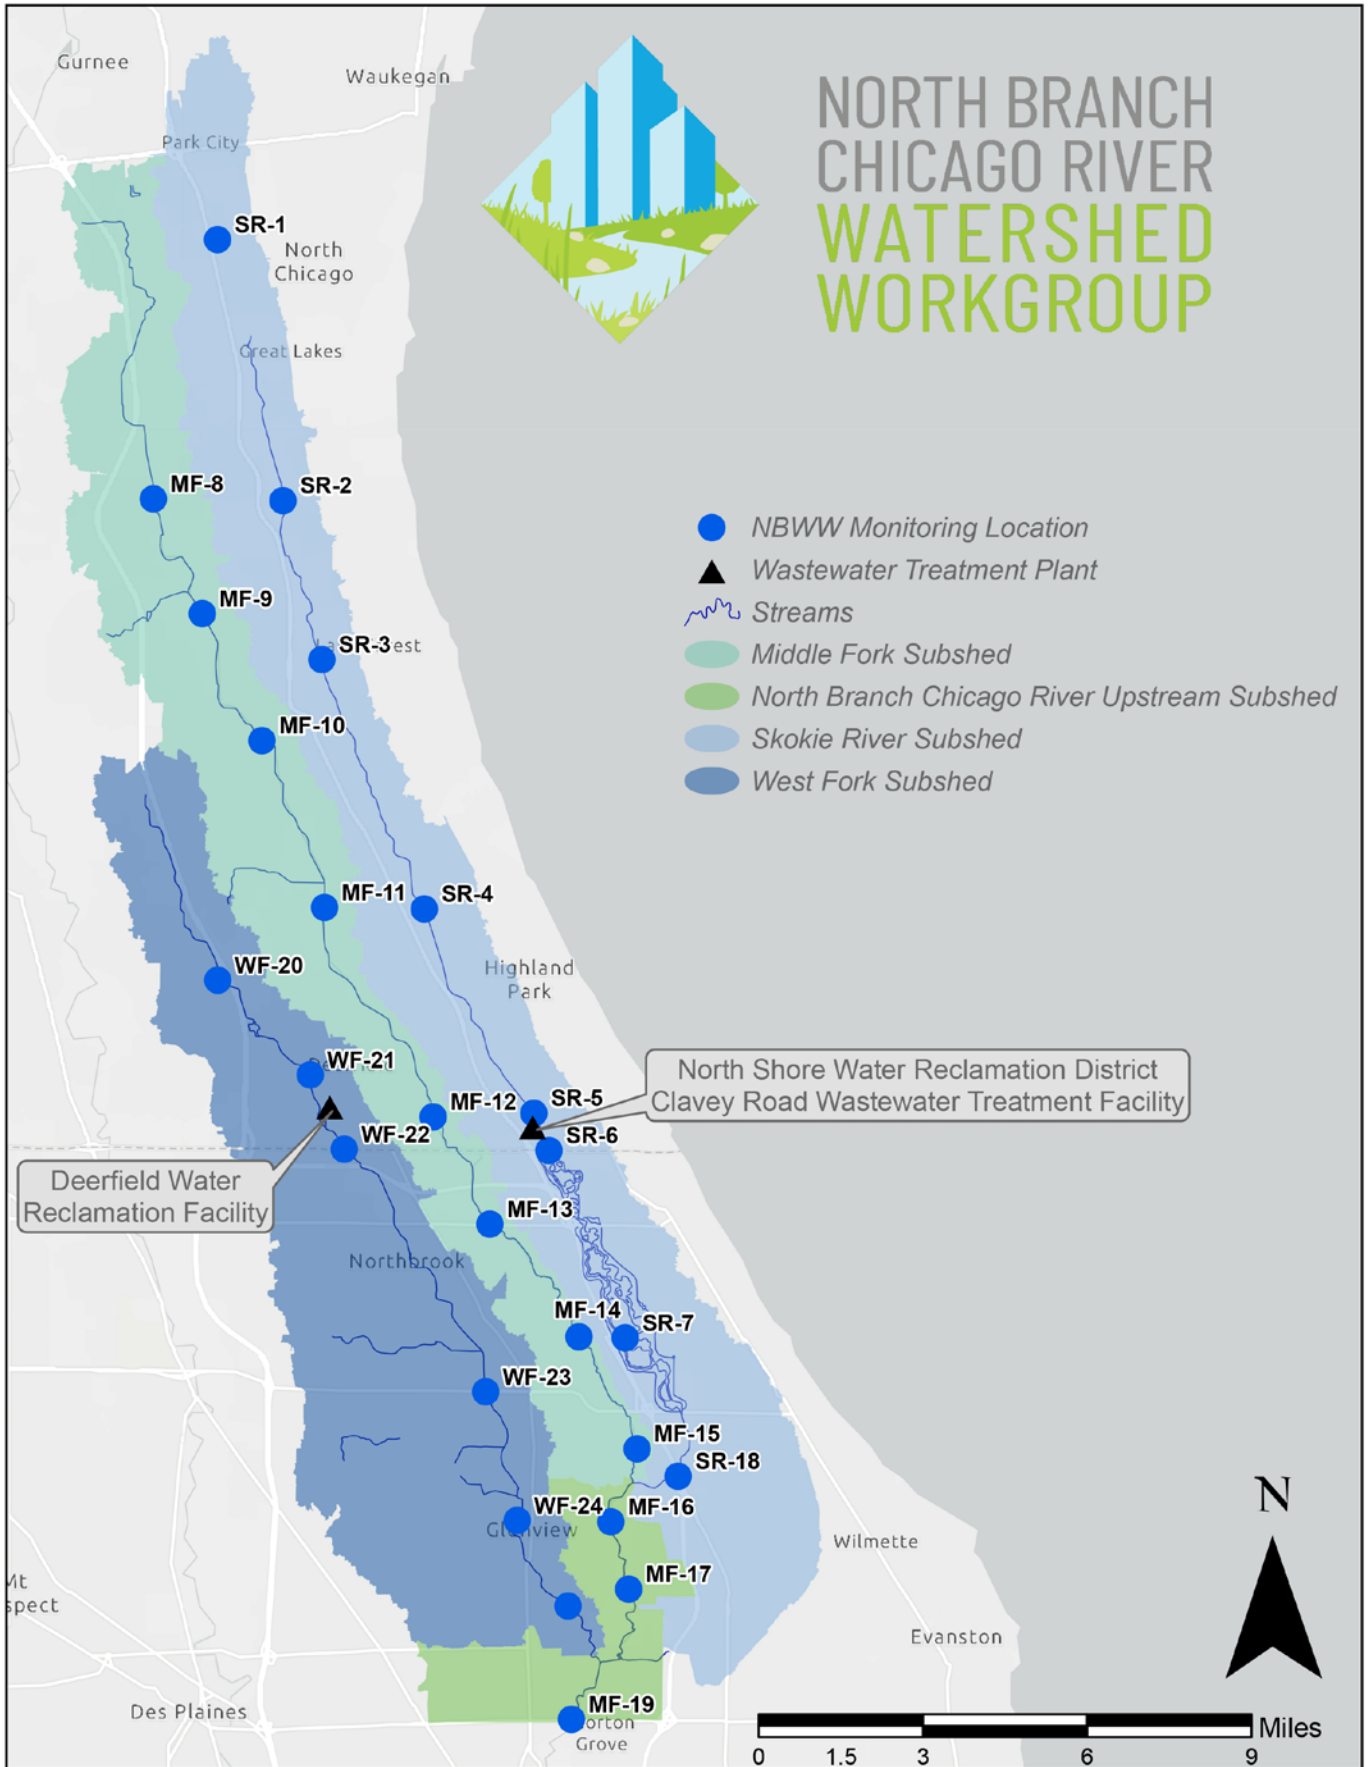 Gurnee
Waukegan
Park City
NORTH BRANCH
CHICAGO RIVER
WATERSHED
WORKGROUP
SR-1
North
Chicago
Great Lakes
MF-8
SR-2
NBWW Monitoring Location
Wastewater Treatment Plant
Streams
Middle Fork Subshed
North Branch Chicago River Upstream Subshed
Skokie River Subshed
West Fork Subshed
MF-9
SR-3
MF-10
MF-11
SR-4
WF-20
Highland
Park
WF-21
MF-12
SR-5
North Shore Water Reclamation District
Clavey Road Wastewater Treatment Facility
WF-22
SR-6
Deerfield Water
Reclamation Facility
MF-13
Northbrook
MF-14
SR-7
WF-23
MF-15
SR-18
WF-24
MF-16
Glenview
N
Wilmette
MF-17
Mt
spect
Evanston
Des Plaines
MF-19
orton
Grove
Miles
0 1.5 3 6 9